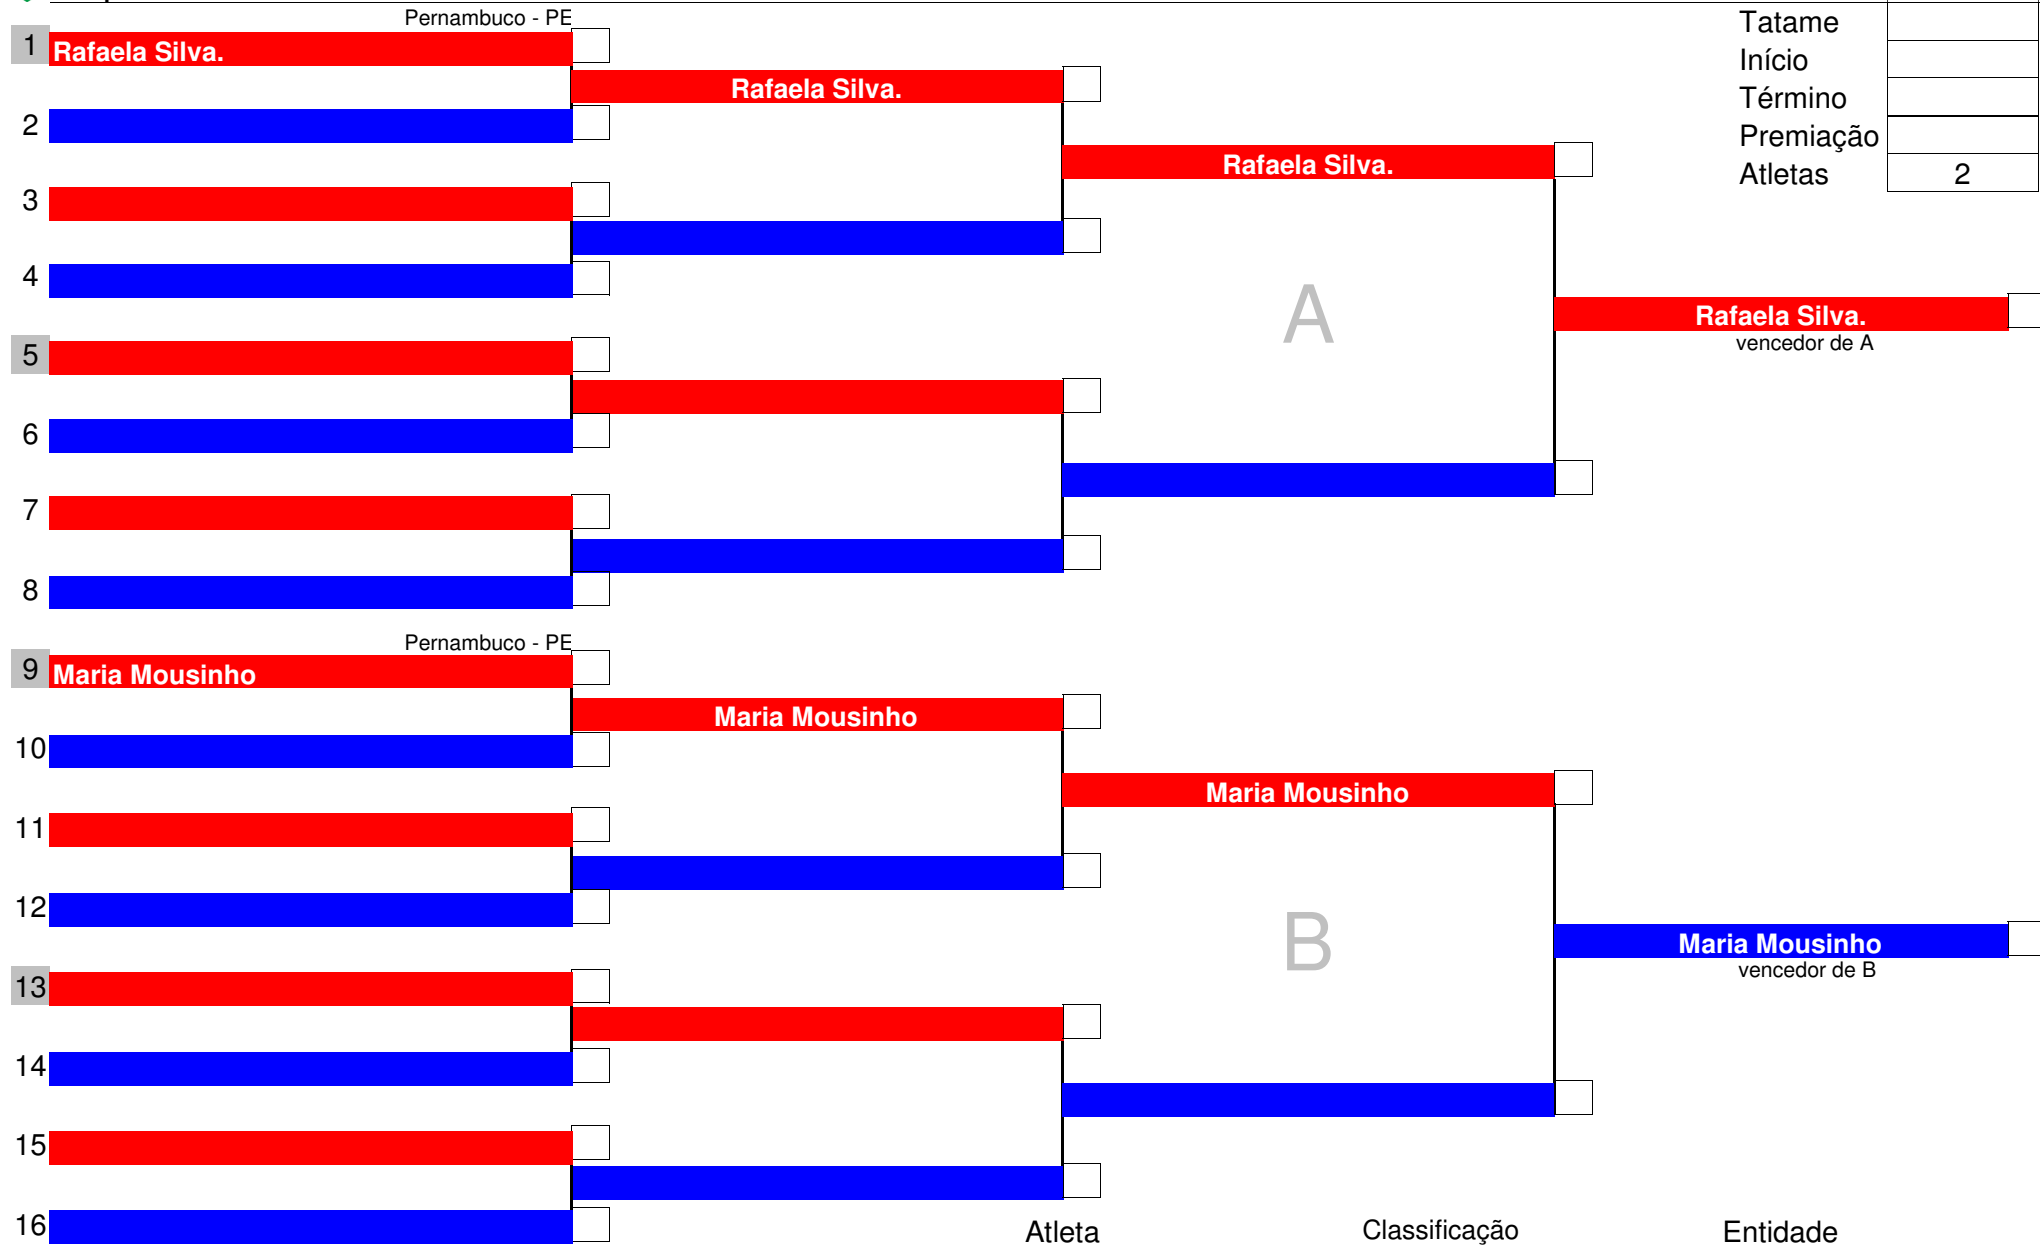 Pernambuco - PE
1 Rafaela Silva.
Rafaela Silva.
2
Rafaela Silva.
3
4
A
Rafaela Silva.
vencedor de A
5
6
7
8
Tatame
Início
Término
Premiação
Atletas 2
Pernambuco - PE
9 Maria Mousinho
Maria Mousinho
10
Maria Mousinho
11
12
B
Maria Mousinho
vencedor de B
13
14
15
16
Atleta Classificação Entidade